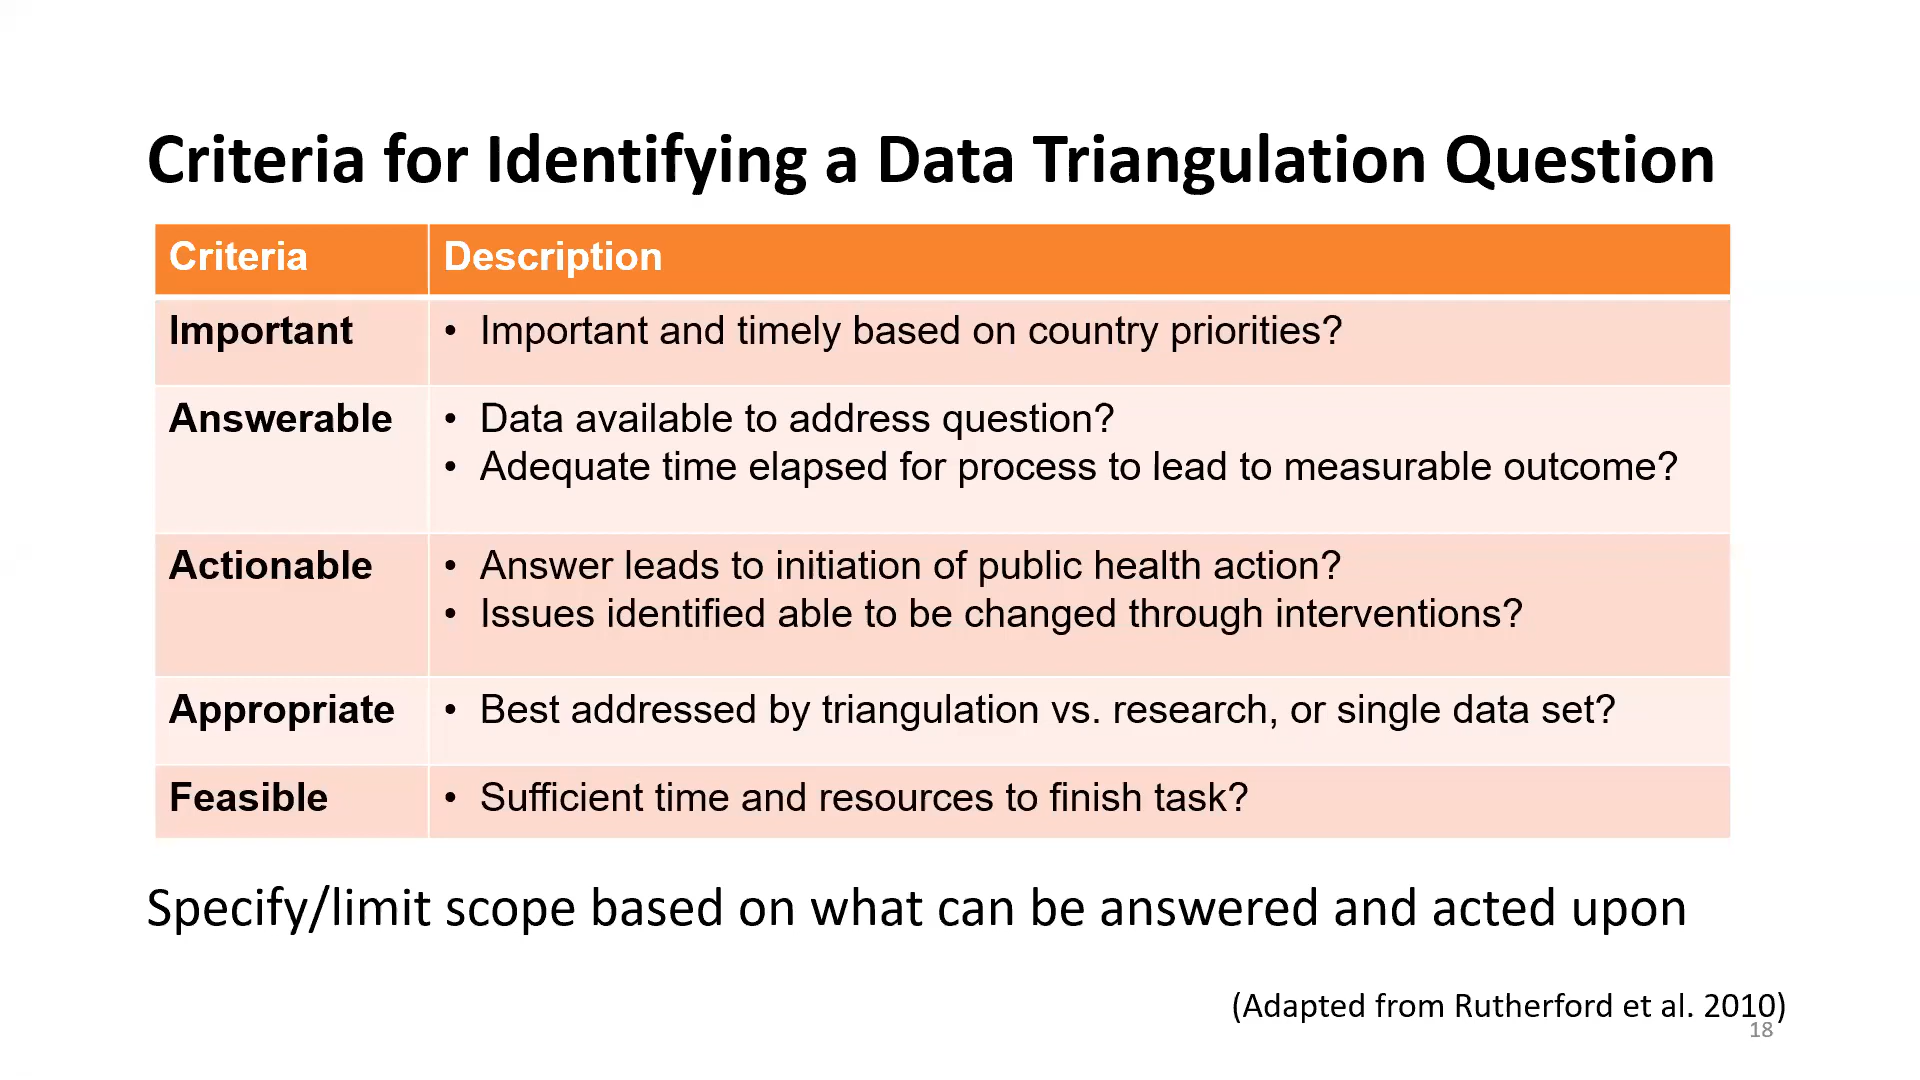 Criteria for Identifying a Data Triangulation Question
Criteria Description
Important • Important and timely based on country priorities?
Answerable • Data available to address question?
• Adequate time elapsed for process to lead to measurable outcome?
Actionable • Answer leads to initiation of public health action?
• Issues identified able to be changed through interventions?
Appropriate • Best addressed by triangulation vs. research, or single data set?
Feasible • Sufficient time and resources to finish task?
Specify/limit scope based on what can be answered and acted upon
(Adapted from Rutherford et al. 2010)
18